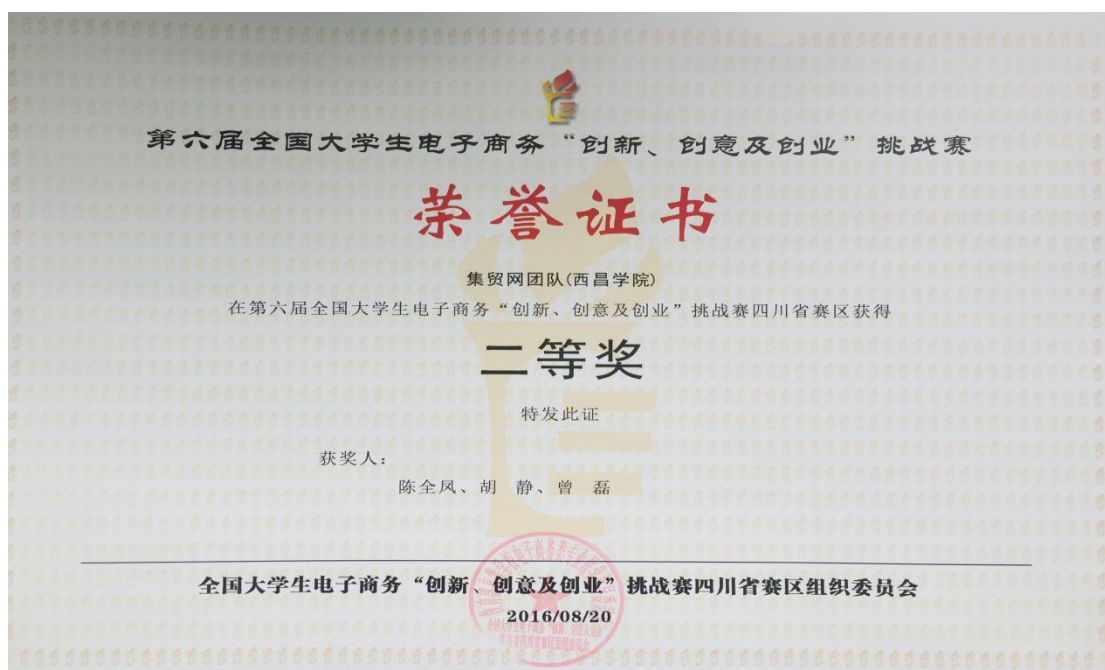 第六届全国大学生电子商务“创新、创意及创业”挑战赛
荣誉证书
集贸网团队(西昌学院)
在第六届全国大学生电子商务“创新、创意及创业”挑战赛四川省赛区获得
二等奖
特发此证
获奖人：
陈全凤、胡　静、曾　磊
全国大学生电子商务“创新、创意及创业”挑战赛四川省赛区组织委员会
2016/08/20